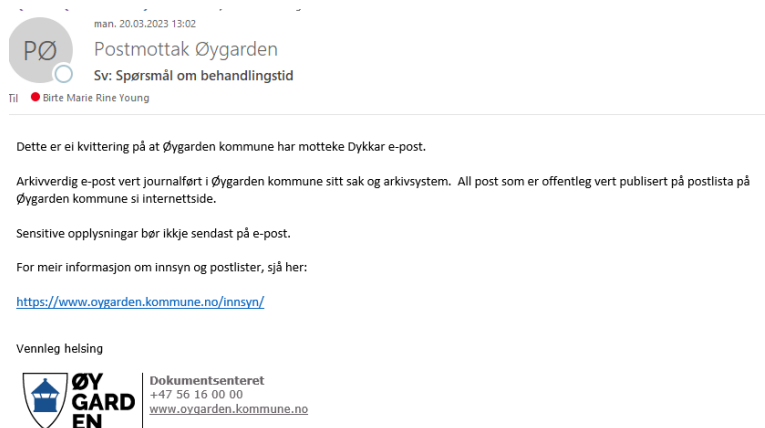 man. 20.03.2023 13:02
PØ
Postmottak Øygarden
Sv: Spørsmål om behandlingstid
Til Birte Marie Rine Young
Dette er ei kvittering på at Øygarden kommune har motteke Dykkar e-post.
Arkivverdig e-post vert journalført i Øygarden kommune sitt sak og arkivsystem. All post som er offentleg vert publisert på postlista på
Øygarden kommune si internettside.
Sensitive opplysningar bør ikkje sendast på e-post.
For meir informasjon om innsyn og postlister, sjå her:
https://www.oygarden.kommune.no/innsyn/
Vennleg helsing
ØY
GARD
EN
Dokumentsenteret
+47 56 16 00 00
www.oygarden.kommune.no